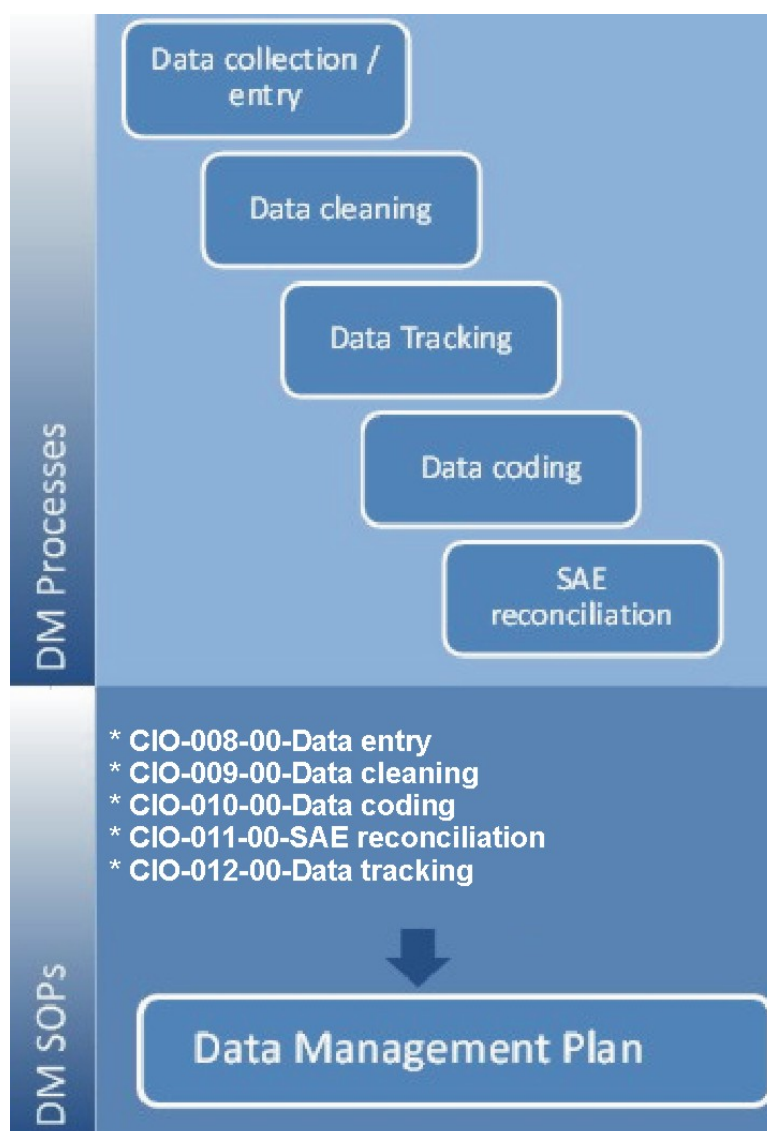 Data collection /
entry
Data cleaning
Data Tracking
Data coding
SAE
reconciliation
DM Processes
* CIO-008-00-Data entry
* CIO-009-00-Data cleaning
* CIO-010-00-Data coding
* CIO-011-00-SAE reconciliation
* CIO-012-00-Data tracking
Data Management Plan
DM SOPs